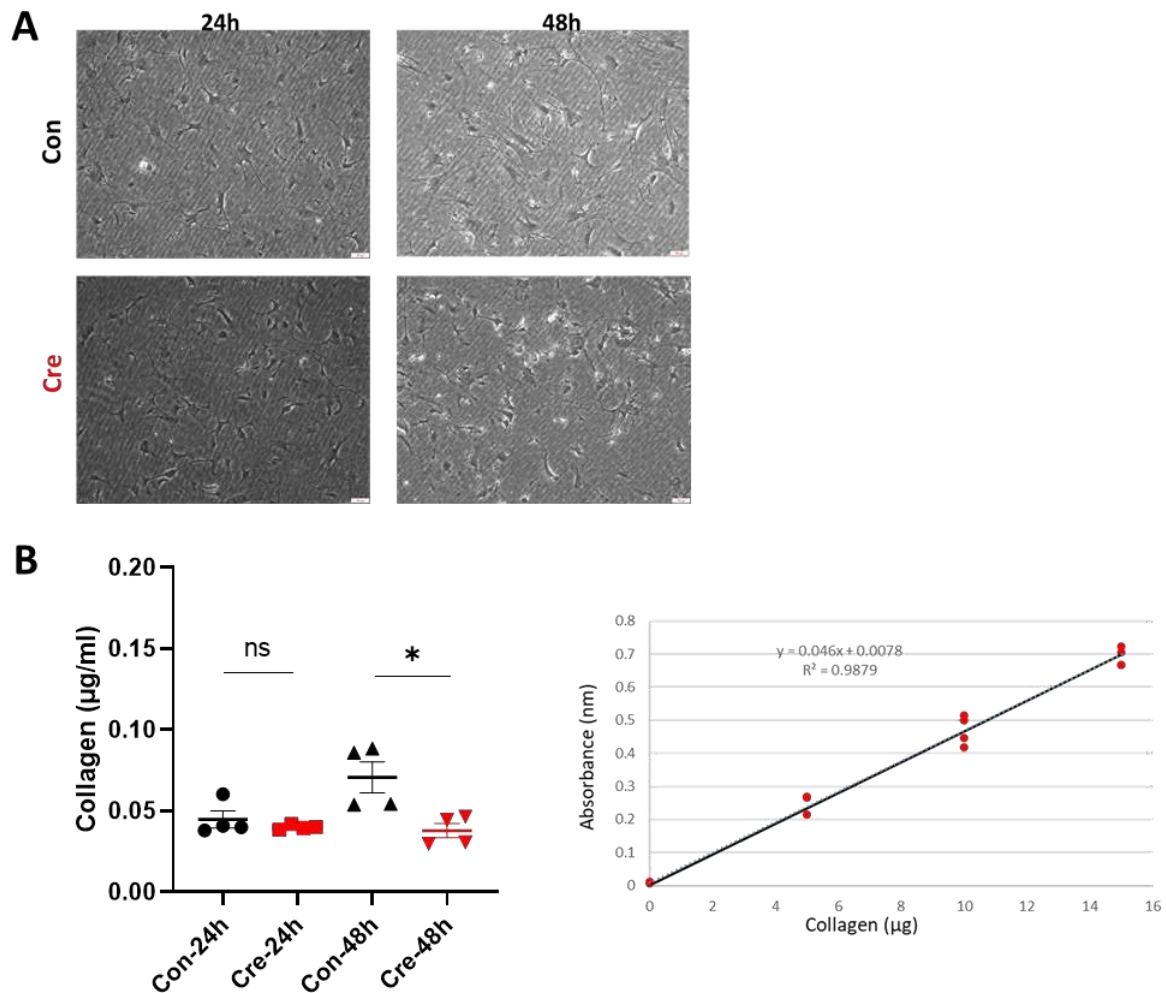 A
24h
48h
Con
Cre
B
Collagen (µg/ml)
0.20
0.15
0.10
0.05
0.00
ns
*
Con-24h
Cre-24h
Con-48h
Cre-48h
Absorbance (nm)
0.8
0.7
0.6
0.5
0.4
0.3
0.2
0.1
0
y = 0.046x + 0.0078
R² = 0.9879
0 2 4 6 8 10 12 14 16
Collagen (µg)